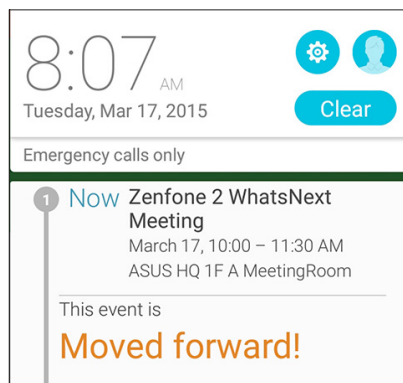 8:07 AM
Tuesday, Mar 17, 2015
Clear
Emergency calls only
1 Now Zenfone 2 WhatsNext
Meeting
March 17, 10:00 – 11:30 AM
ASUS HQ 1F A MeetingRoom
This event is
Moved forward!